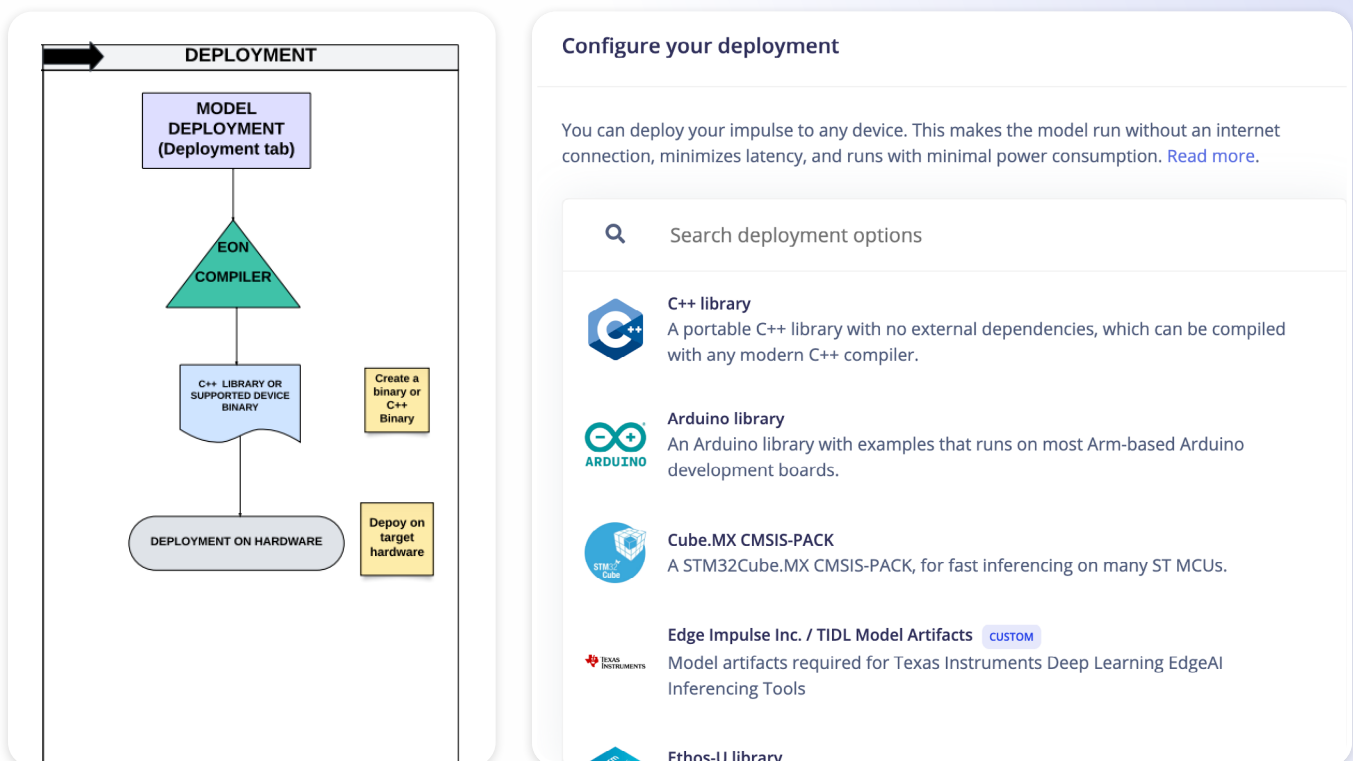 DEPLOYMENT
MODEL
DEPLOYMENT
(Deployment tab)
EON
COMPILER
C++ LIBRARY OR
SUPPORTED DEVICE
BINARY
Create a
binary or
C++
Binary
DEPLOYMENT ON HARDWARE
Depoy on
target
hardware
Configure your deployment
You can deploy your impulse to any device. This makes the model run without an internet
connection, minimizes latency, and runs with minimal power consumption. Read more.
Search deployment options
C++
C++ library
A portable C++ library with no external dependencies, which can be compiled
with any modern C++ compiler.
ARDUINO
Arduino library
An Arduino library with examples that runs on most Arm-based Arduino
development boards.
STM32
Cube
Cube.MX CMSIS-PACK
A STM32Cube.MX CMSIS-PACK, for fast inferencing on many ST MCUs.
TEXAS
INSTRUMENTS
Edge Impulse Inc. / TIDL Model Artifacts CUSTOM
Model artifacts required for Texas Instruments Deep Learning EdgeAI
Inferencing Tools
Ethos-U library